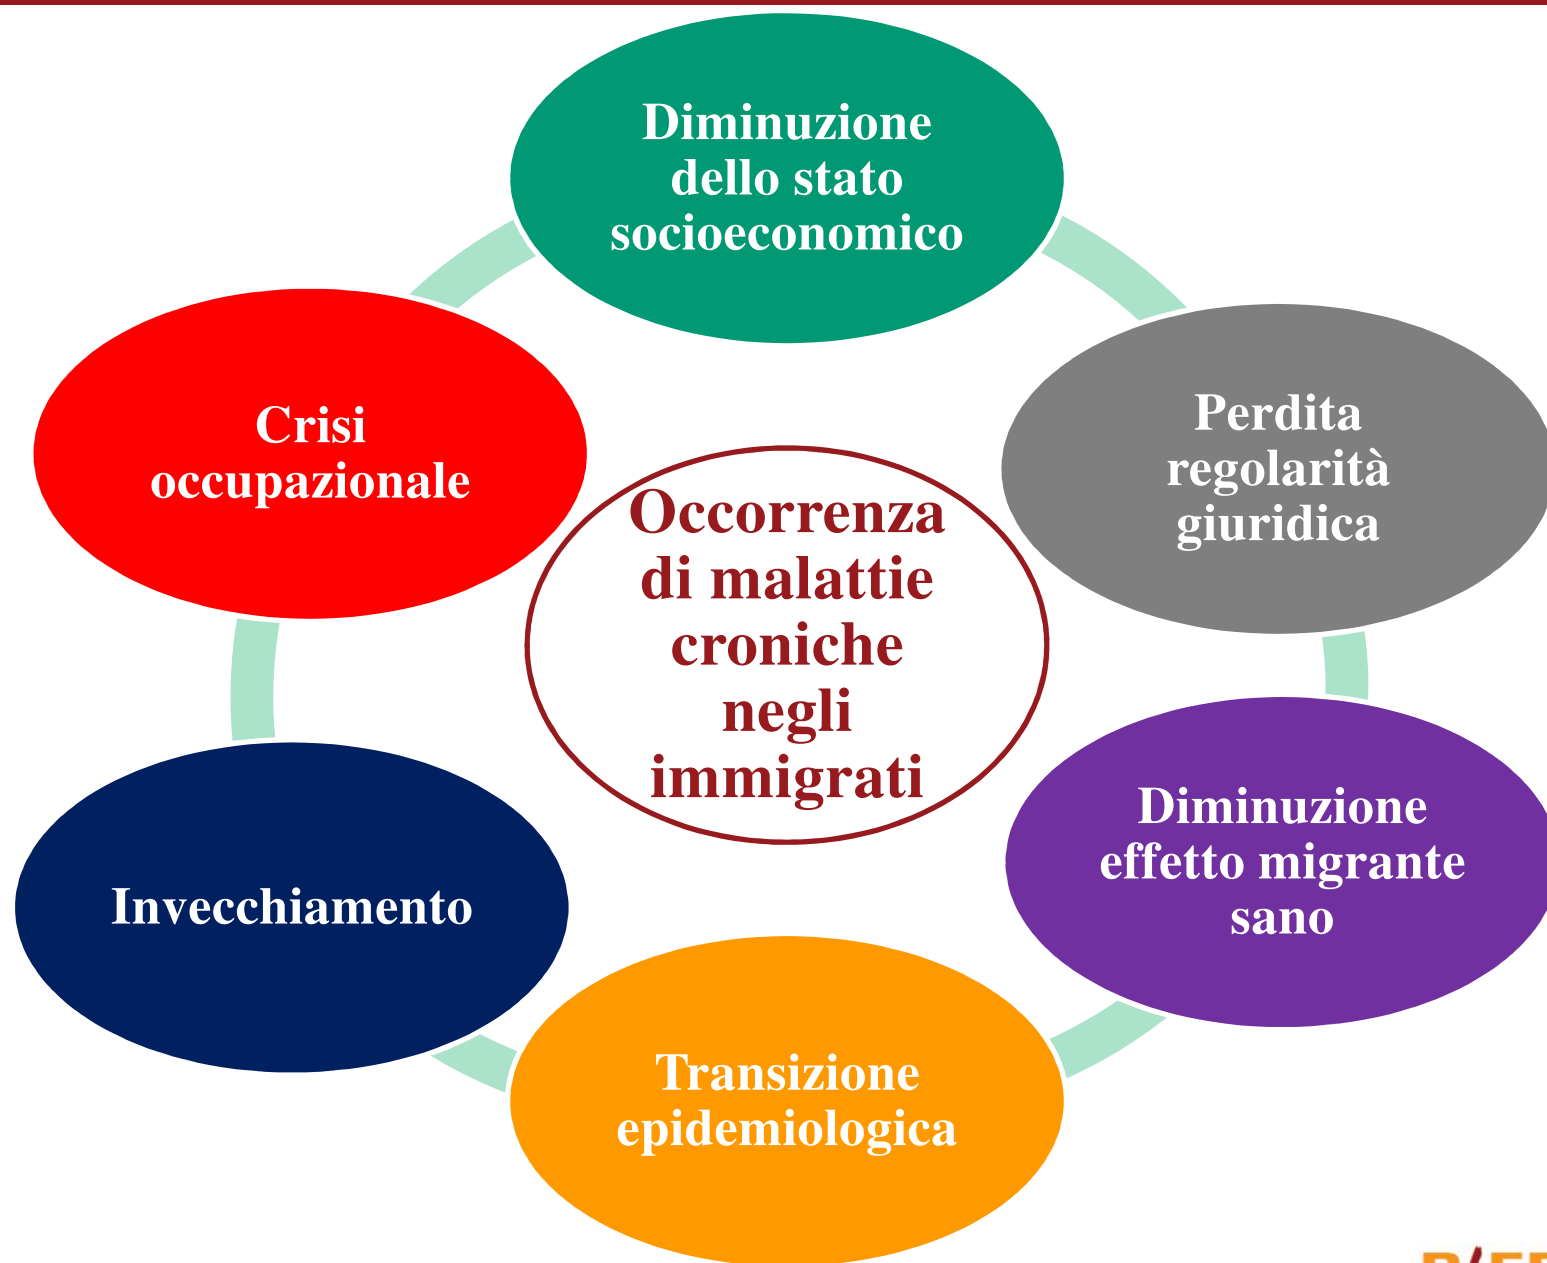 Diminuzione
dello stato
socioeconomico
Perdita
regolarità
giuridica
Crisi
occupazionale
Occorrenza
di malattie
croniche
negli
immigrati
Diminuzione
effetto migrante
sano
Invecchiamento
Transizione
epidemiologica